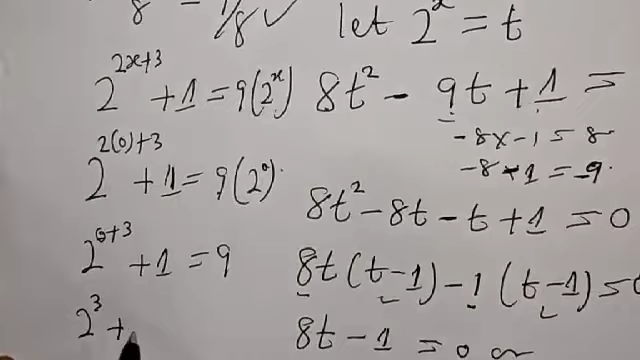 8 = 1/8 ✓ let 2^x = t
2^{2x+3} + 1 = 9(2^x)
2^{2(0)+3} + 1 = 9(2^0).
2^{0+3} + 1 = 9
2^3 +
8t^2 - 9t + 1 =
-8x-1 = 8
-8-1 = -9.
8t^2 - 8t - t + 1 = 0
8t(t-1) - 1(t-1) = 0
8t - 1 = 0 or